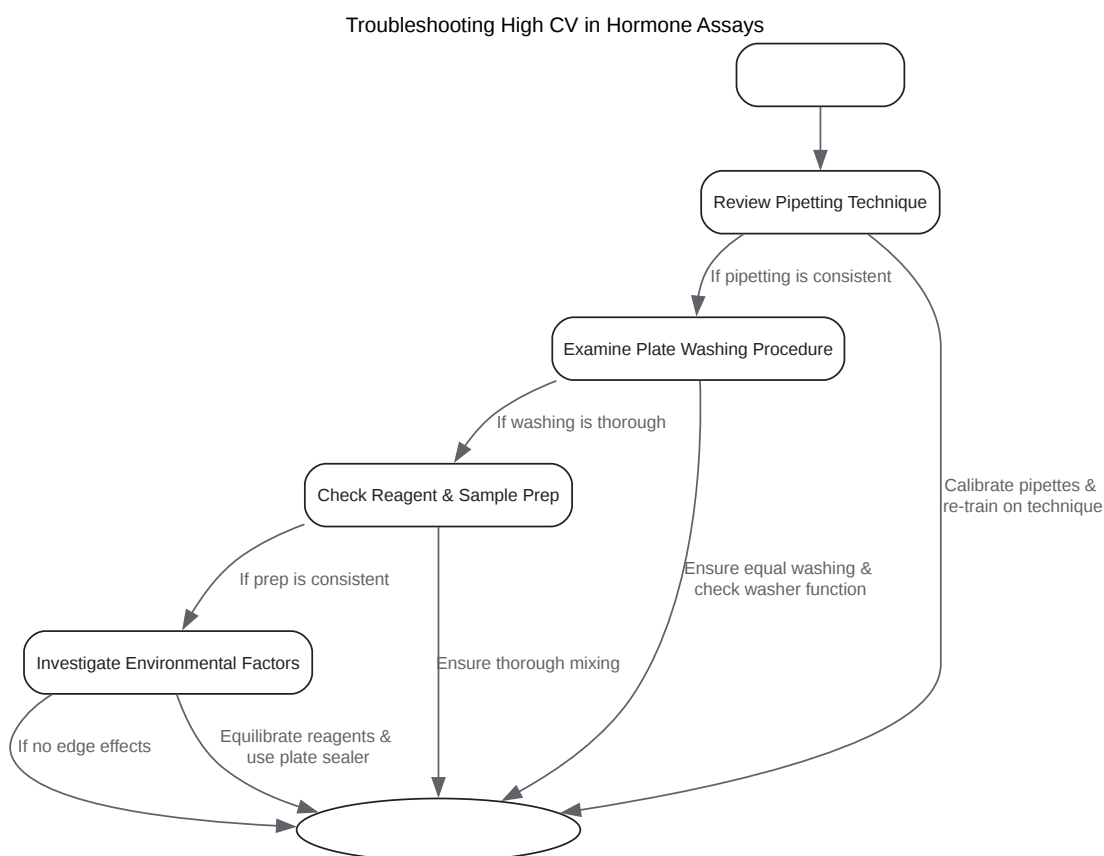 Troubleshooting High CV in Hormone Assays
Review Pipetting Technique
If pipetting is consistent
Examine Plate Washing Procedure
If washing is thorough
Check Reagent & Sample Prep
Calibrate pipettes &
re-train on technique
If prep is consistent
Ensure equal washing &
check washer function
Investigate Environmental Factors
Ensure thorough mixing
If no edge effects
Equilibrate reagents &
use plate sealer